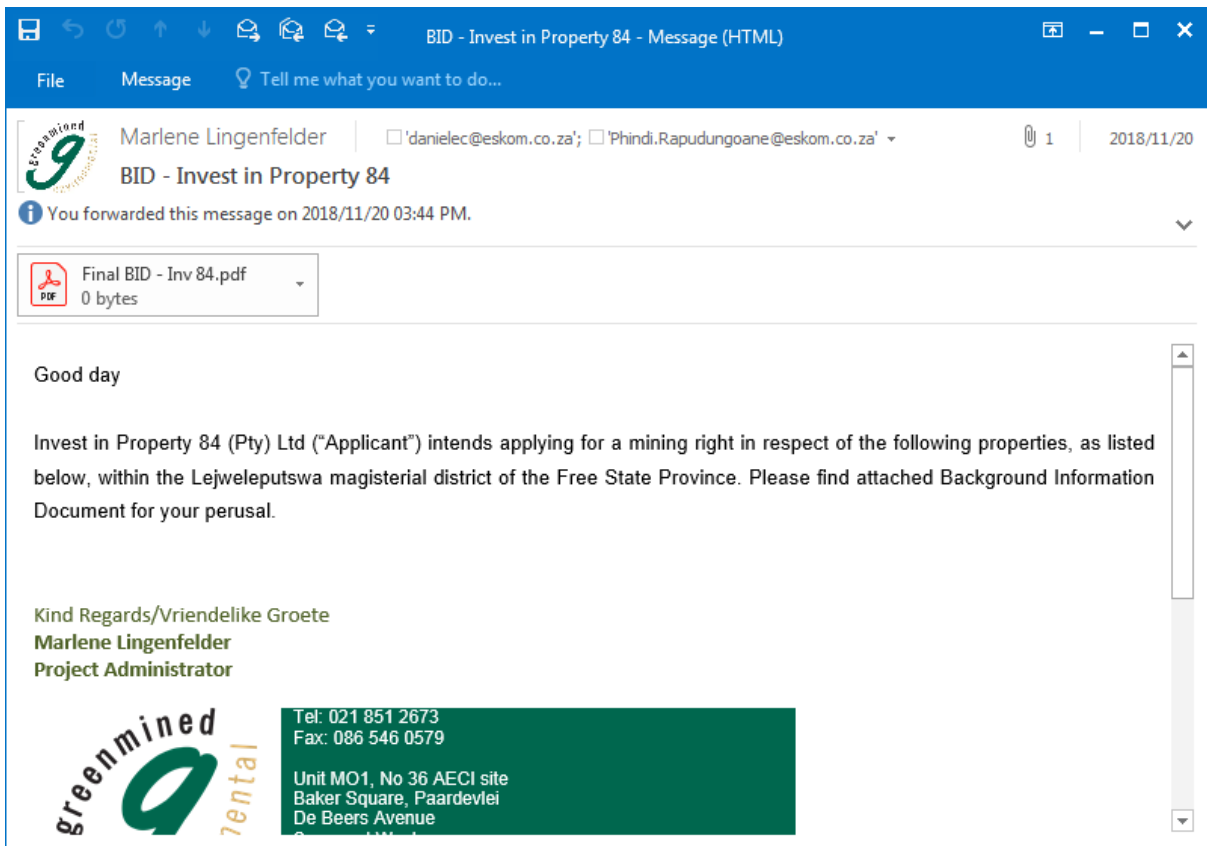 BID - Invest in Property 84 - Message (HTML)
File Message Tell me what you want to do...
greenmined
Marlene Lingenfelder 'danielec@eskom.co.za'; 'Phindi.Rapudungoane@eskom.co.za' 1 2018/11/20
BID - Invest in Property 84
You forwarded this message on 2018/11/20 03:44 PM.
Final BID - Inv 84.pdf
PDF 0 bytes
Good day
Invest in Property 84 (Pty) Ltd (“Applicant”) intends applying for a mining right in respect of the following properties, as listed
below, within the Lejweleputswa magisterial district of the Free State Province. Please find attached Background Information
Document for your perusal.
Kind Regards/Vriendelike Groete
Marlene Lingenfelder
Project Administrator
greenmined
Tel: 021 851 2673
Fax: 086 546 0579
Unit MO1, No 36 AECI site
Baker Square, Paardevlei
De Beers Avenue